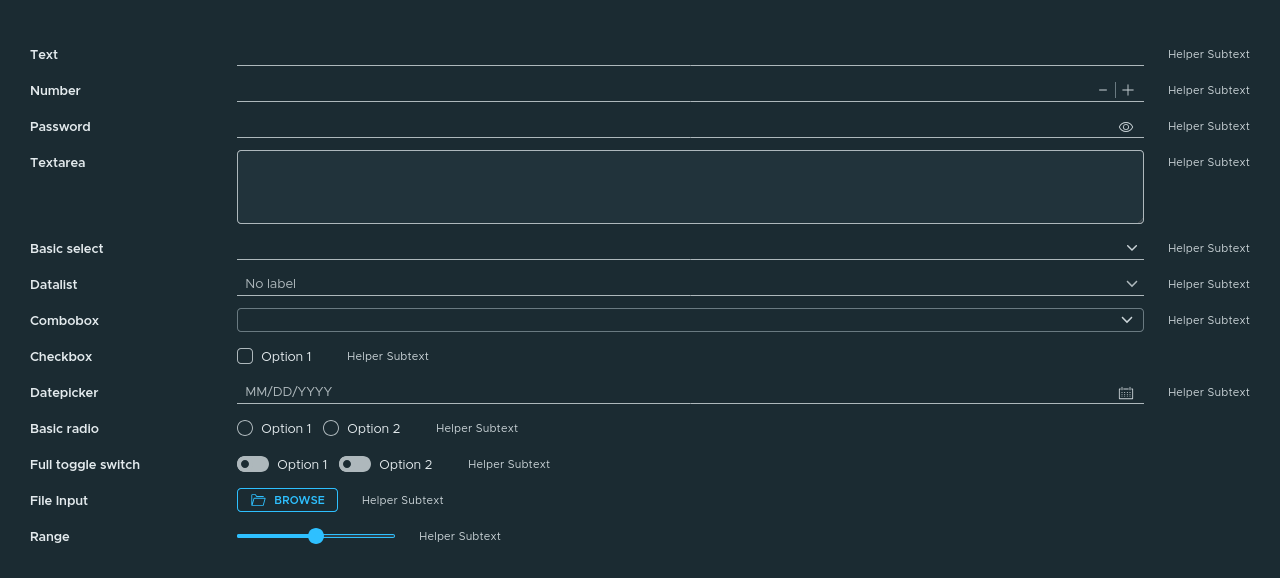 Text Helper Subtext
Number Helper Subtext
Password Helper Subtext
Textarea Helper Subtext
Basic select Helper Subtext
Datalist No label Helper Subtext
Combobox Helper Subtext
Checkbox Option 1 Helper Subtext
Datepicker MM/DD/YYYY Helper Subtext
Basic radio Option 1 Option 2 Helper Subtext
Full toggle switch Option 1 Option 2 Helper Subtext
File Input BROWSE Helper Subtext
Range Helper Subtext